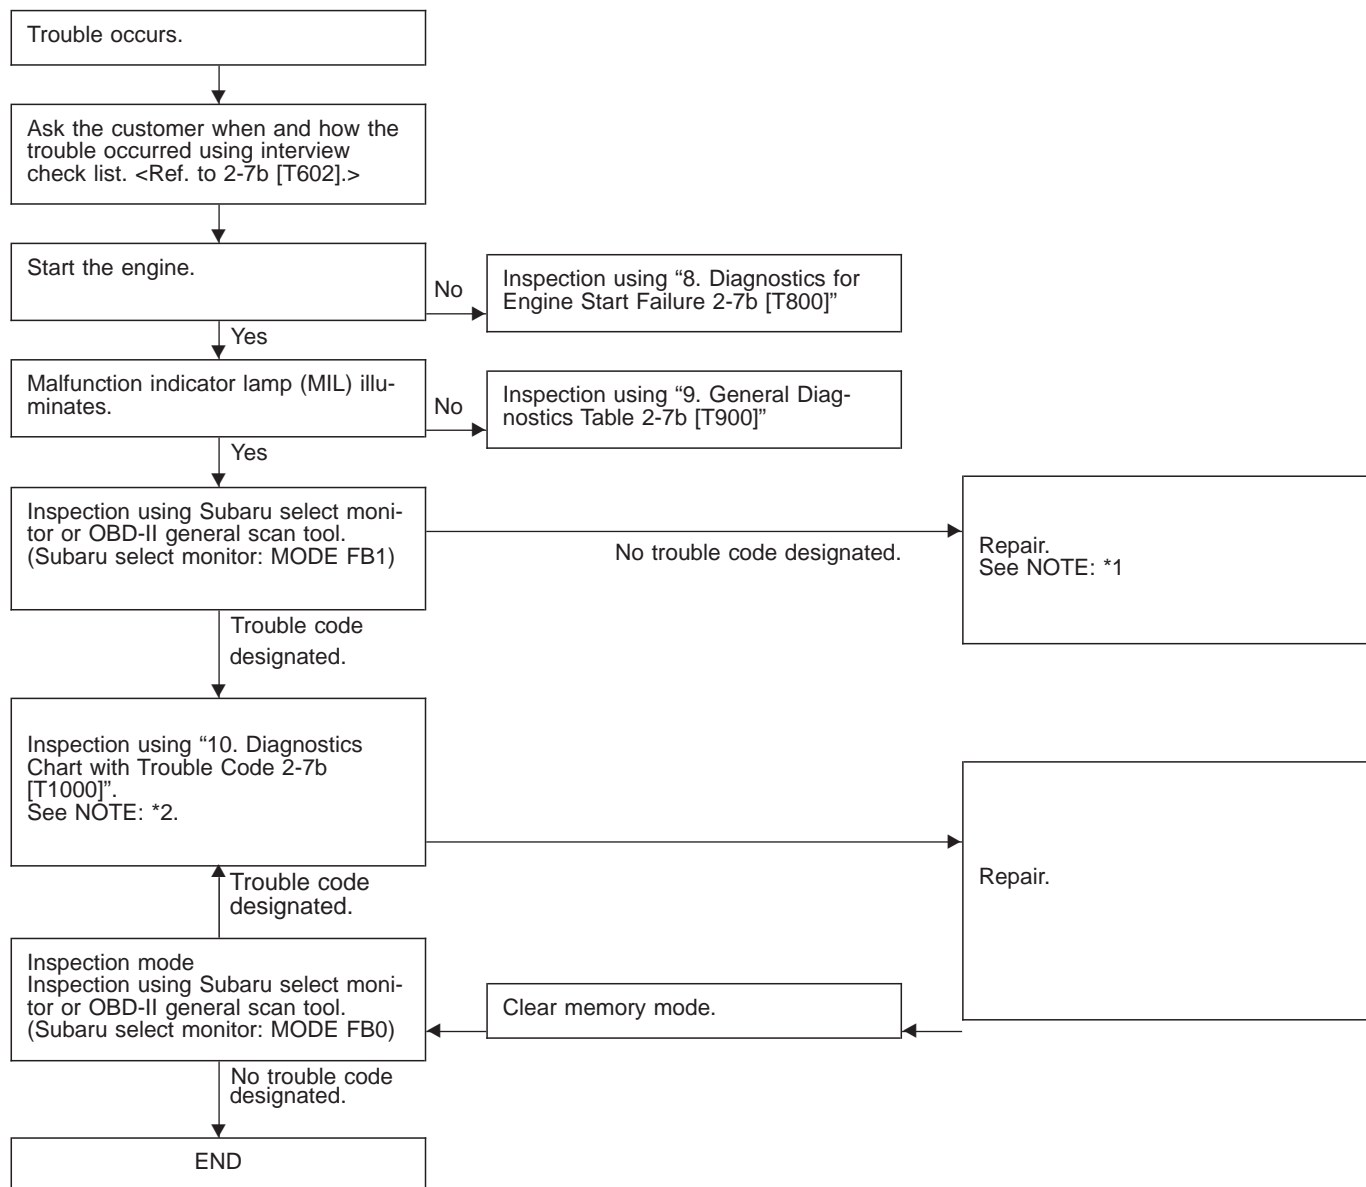 Trouble occurs.
Ask the customer when and how the
trouble occurred using interview
check list. <Ref. to 2-7b [T602].>
Start the engine.
No
Inspection using “8. Diagnostics for
Engine Start Failure 2-7b [T800]”
Yes
Malfunction indicator lamp (MIL) illu-
minates.
No
Inspection using “9. General Diag-
nostics Table 2-7b [T900]”
Yes
Inspection using Subaru select moni-
tor or OBD-II general scan tool.
(Subaru select monitor: MODE FB1)
No trouble code designated.
Repair.
See NOTE: *1
Trouble code
designated.
Inspection using “10. Diagnostics
Chart with Trouble Code 2-7b
[T1000]”.
See NOTE: *2.
Repair.
Trouble code
designated.
Inspection mode
Inspection using Subaru select moni-
tor or OBD-II general scan tool.
(Subaru select monitor: MODE FB0)
Clear memory mode.
No trouble code
designated.
END